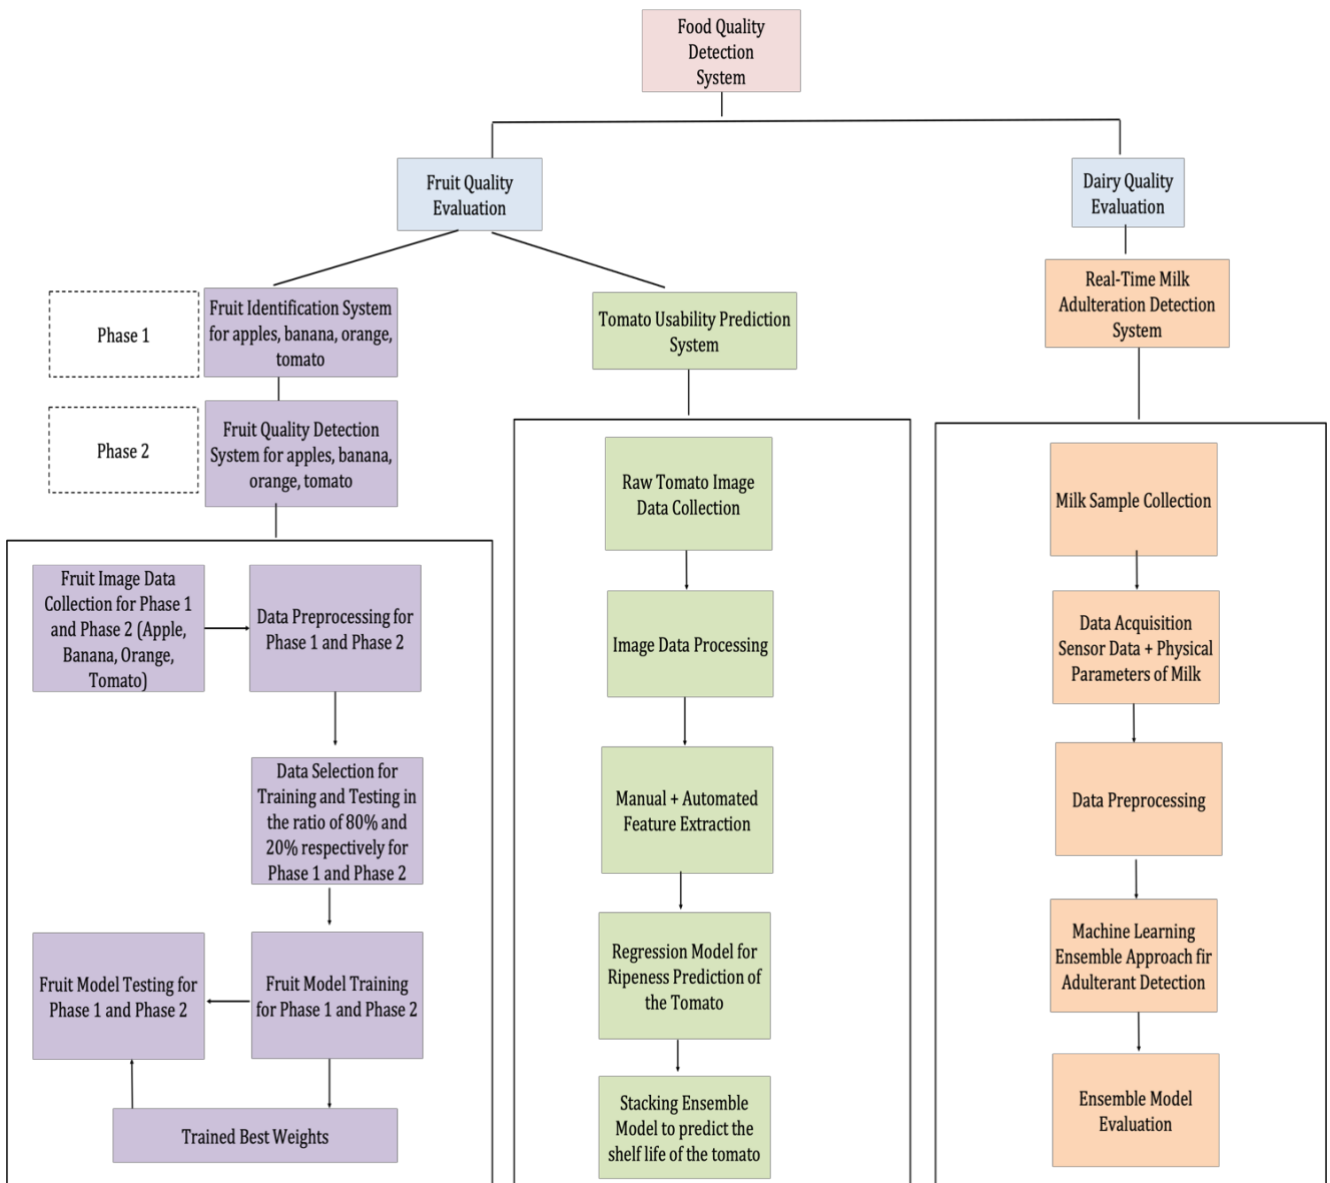 Food Quality
Detection
System
Fruit Quality
Evaluation
Dairy Quality
Evaluation
Phase 1
Fruit Identification System
for apples, banana, orange,
tomato
Tomato Usability Prediction
System
Real-Time Milk
Adulteration Detection
System
Phase 2
Fruit Quality Detection
System for apples, banana,
orange, tomato
Fruit Image Data
Collection for Phase 1
and Phase 2 (Apple,
Banana, Orange,
Tomato)
Data Preprocessing for
Phase 1 and Phase 2
Data Selection for
Training and Testing in
the ratio of 80% and
20% respectively for
Phase 1 and Phase 2
Fruit Model Testing for
Phase 1 and Phase 2
Fruit Model Training
for Phase 1 and Phase 2
Trained Best Weights
Raw Tomato Image
Data Collection
Image Data Processing
Manual + Automated
Feature Extraction
Regression Model for
Ripeness Prediction of
the Tomato
Stacking Ensemble
Model to predict the
shelf life of the tomato
Milk Sample Collection
Data Acquisition
Sensor Data + Physical
Parameters of Milk
Data Preprocessing
Machine Learning
Ensemble Approach fir
Adulterant Detection
Ensemble Model
Evaluation